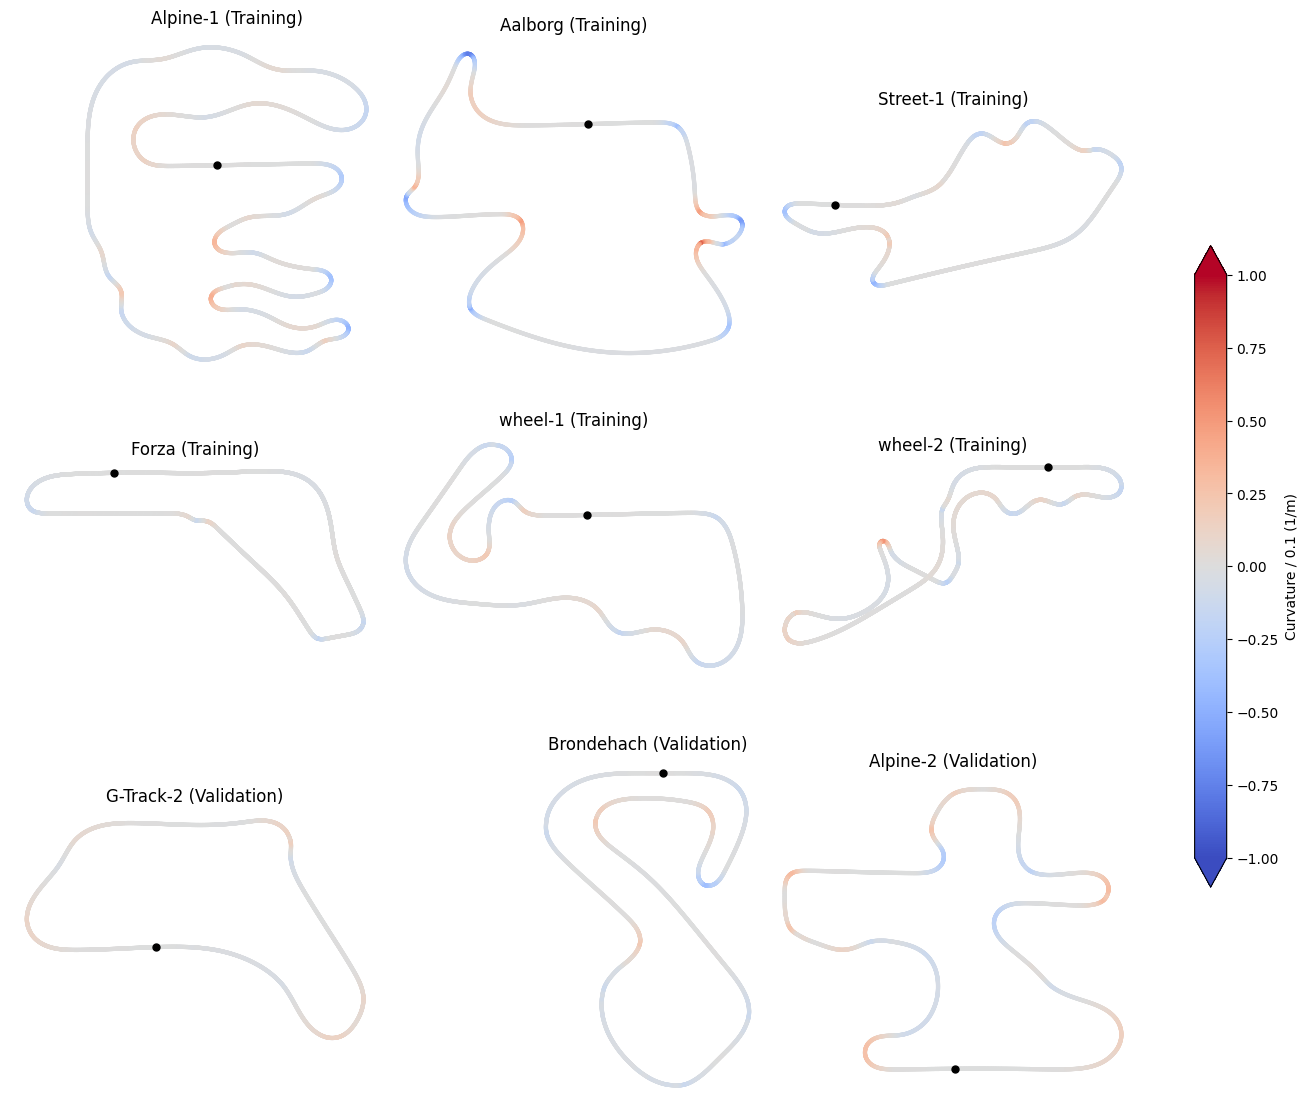 Alpine-1 (Training)
Aalborg (Training)
Street-1 (Training)
Forza (Training)
wheel-1 (Training)
wheel-2 (Training)
G-Track-2 (Validation)
Brondehach (Validation)
Alpine-2 (Validation)
1.00
0.75
0.50
0.25
0.00
−0.25
−0.50
−0.75
−1.00
Curvature / 0.1 (1/m)